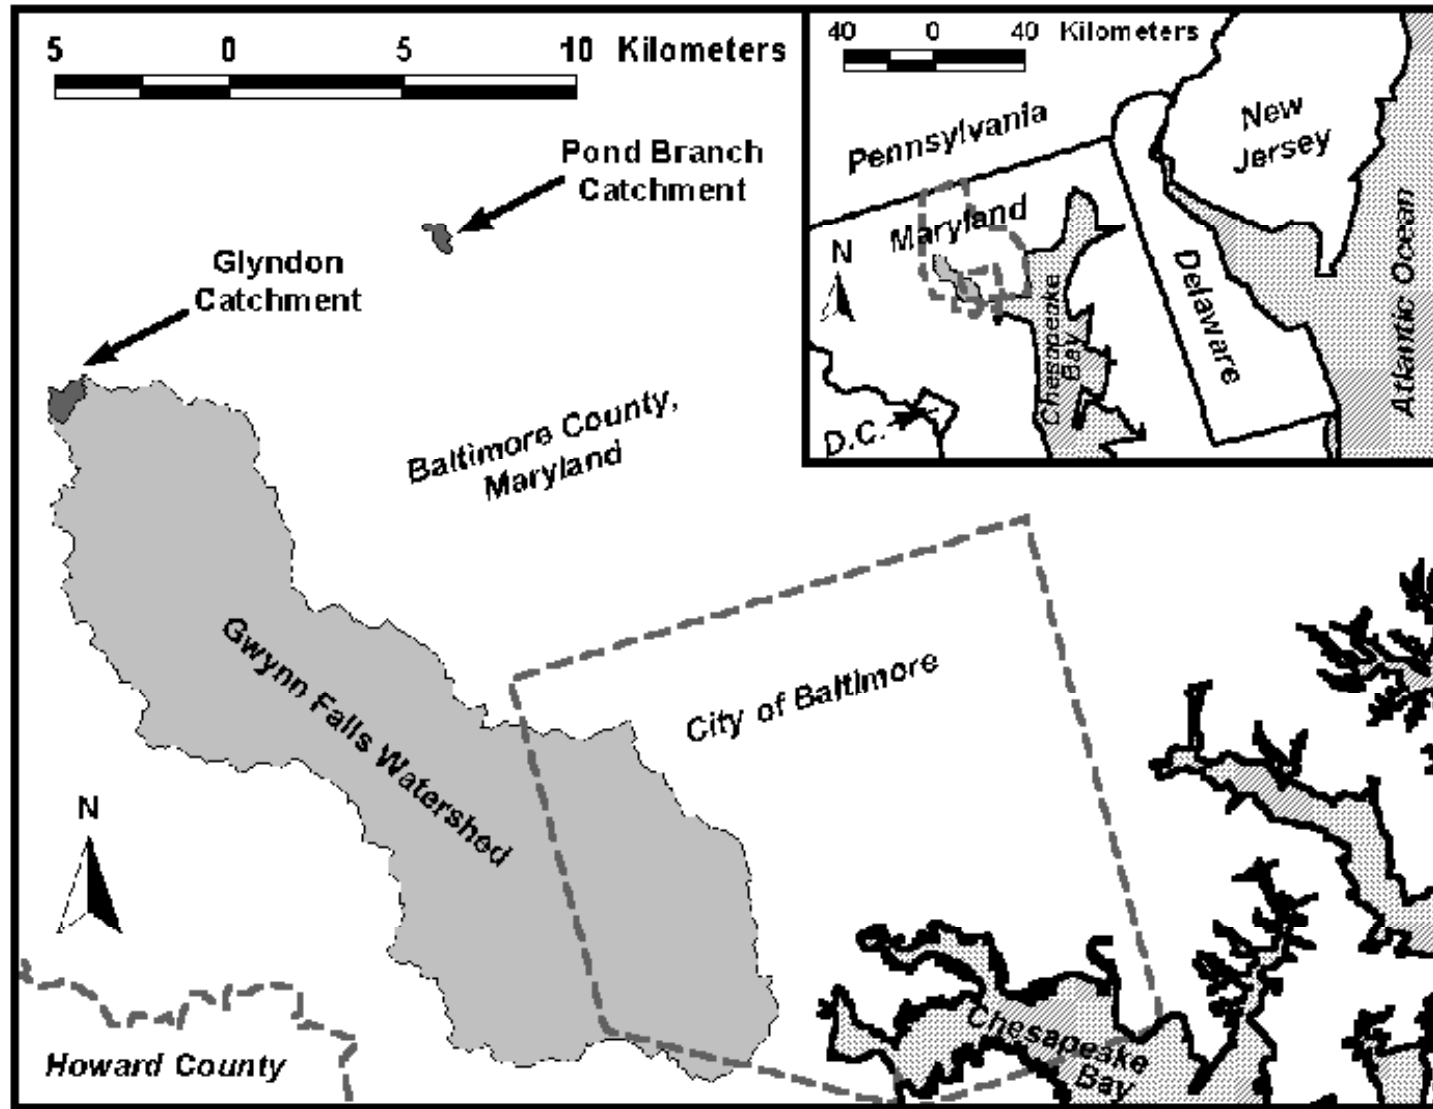 5 0 5 10 Kilometers
40 0 40 Kilometers
Pennsylvania
New
Jersey
Maryland
N
Delaware
Chesapeake
Bay
Atlantic Ocean
D.C.
Pond Branch
Catchment
Glyndon
Catchment
Baltimore County,
Maryland
Gwynn Falls Watershed
City of Baltimore
N
Howard County
Chesapeake
Bay